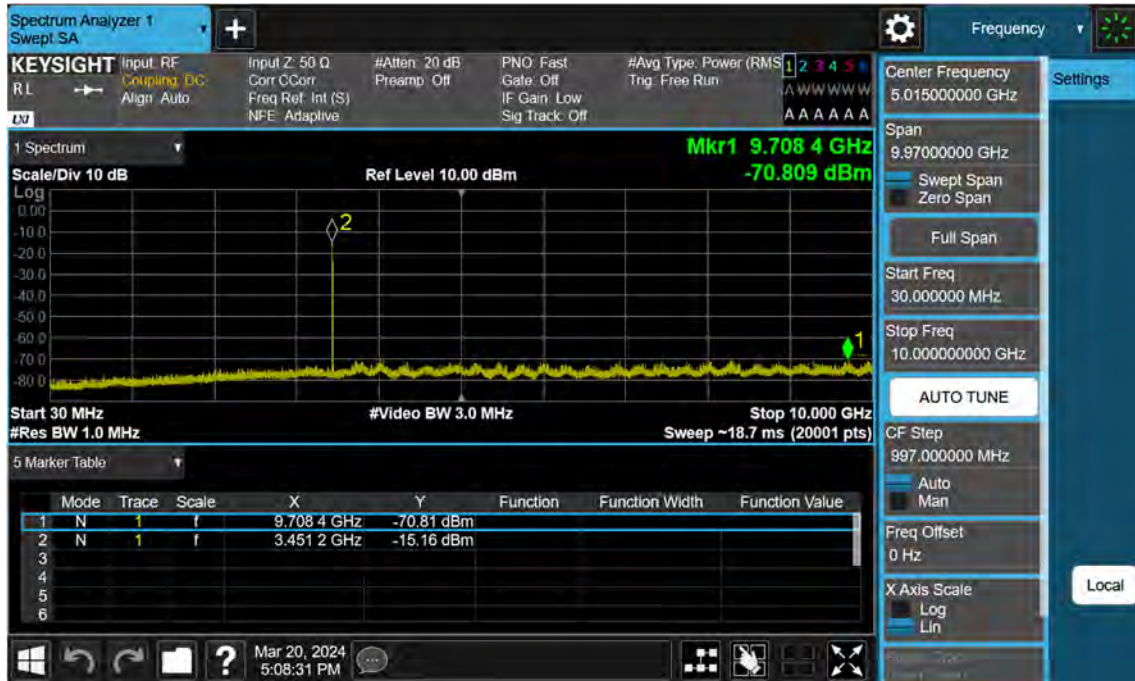 Spectrum Analyzer 1
Swept SA
+
Frequency
KEYSIGHT
RL
LXI
Input: RF
Coupling: DC
Align: Auto
Input Z: 50 Ω
Corr CCorr
Freq Ref: Int (S)
NFE: Adaptive
#Atten: 20 dB
Preamp: Off
PNO: Fast
Gate: Off
IF Gain: Low
Sig Track: Off
#Avg Type: Power (RMS
Trig: Free Run
1 2 3 4 5 6
A W W W W W
A A A A A A
1 Spectrum
Scale/Div 10 dB
Ref Level 10.00 dBm
Mkr1 9.708 4 GHz
-70.809 dBm
Log
0.00
-10.0
-20.0
-30.0
-40.0
-50.0
-60.0
-70.0
-80.0
2
1
Start 30 MHz
#Video BW 3.0 MHz
Stop 10.000 GHz
#Res BW 1.0 MHz
Sweep ~18.7 ms (20001 pts)
5 Marker Table
Mode Trace Scale X Y Function Function Width Function Value
1 N 1 f 9.708 4 GHz -70.81 dBm
2 N 1 f 3.451 2 GHz -15.16 dBm
3
4
5
6
?
Mar 20, 2024
5:08:31 PM
Center Frequency
5.015000000 GHz
Span
9.97000000 GHz
Swept Span
Zero Span
Full Span
Start Freq
30.000000 MHz
Stop Freq
10.000000000 GHz
AUTO TUNE
CF Step
997.000000 MHz
Auto
Man
Freq Offset
0 Hz
X Axis Scale
Log
Lin
Settings
Local